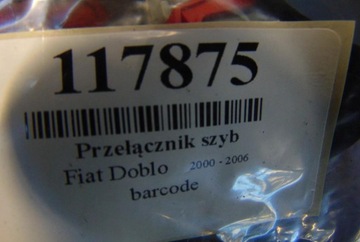 117875
Przełącznik szyb
Fiat Doblo 2000 - 2006
barcode